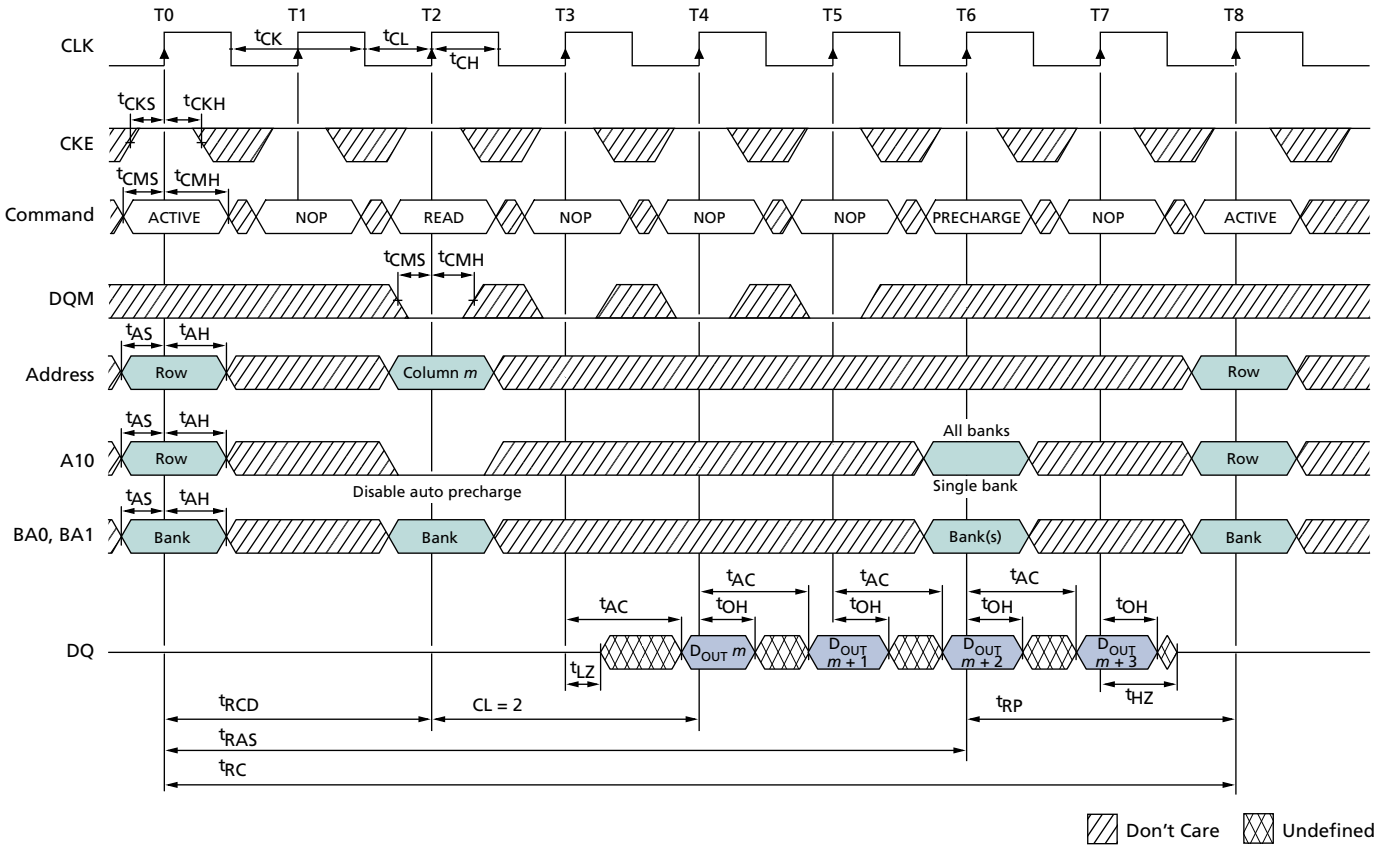 T0 T1 T2 T3 T4 T5 T6 T7 T8
CLK
tCK tCL tCH
tCKS tCKH
CKE
tCMS tCMH
Command ACTIVE NOP READ NOP NOP NOP PRECHARGE NOP ACTIVE
tCMS tCMH
DQM
tAS tAH
Address Row Column m Row
tAS tAH
All banks
A10 Row Row
Disable auto precharge
Single bank
tAS tAH
BA0, BA1 Bank Bank Bank(s) Bank
tAC tAC tAC tAC
tOH tOH tOH tOH
DQ DOUT m DOUT m + 1 DOUT m + 2 DOUT m + 3
tLZ tHZ
tRCD CL = 2 tRP
tRAS
tRC
Don't Care Undefined